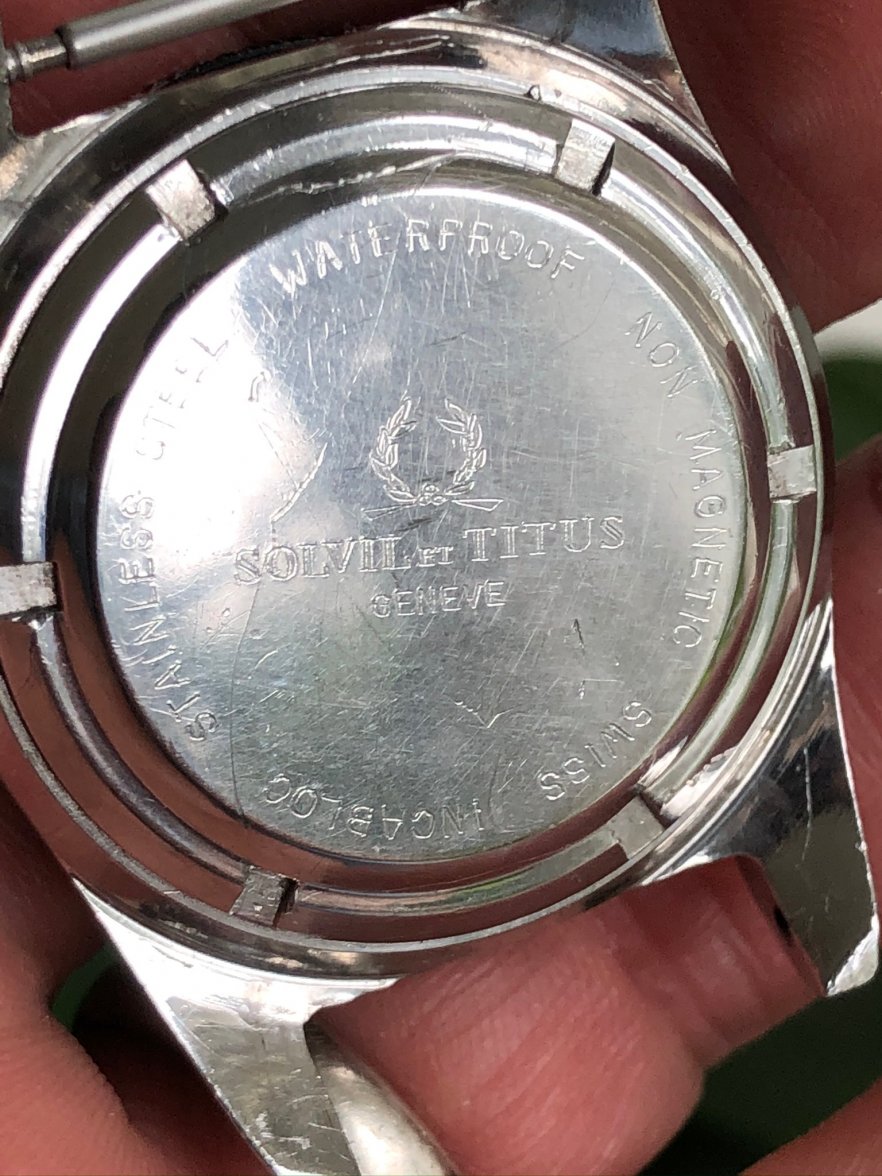 STAINLESS STEEL WATERPROOF NON MAGNETIC SWISS INCABLOC
SOLVIL ET TITUS
GENEVE